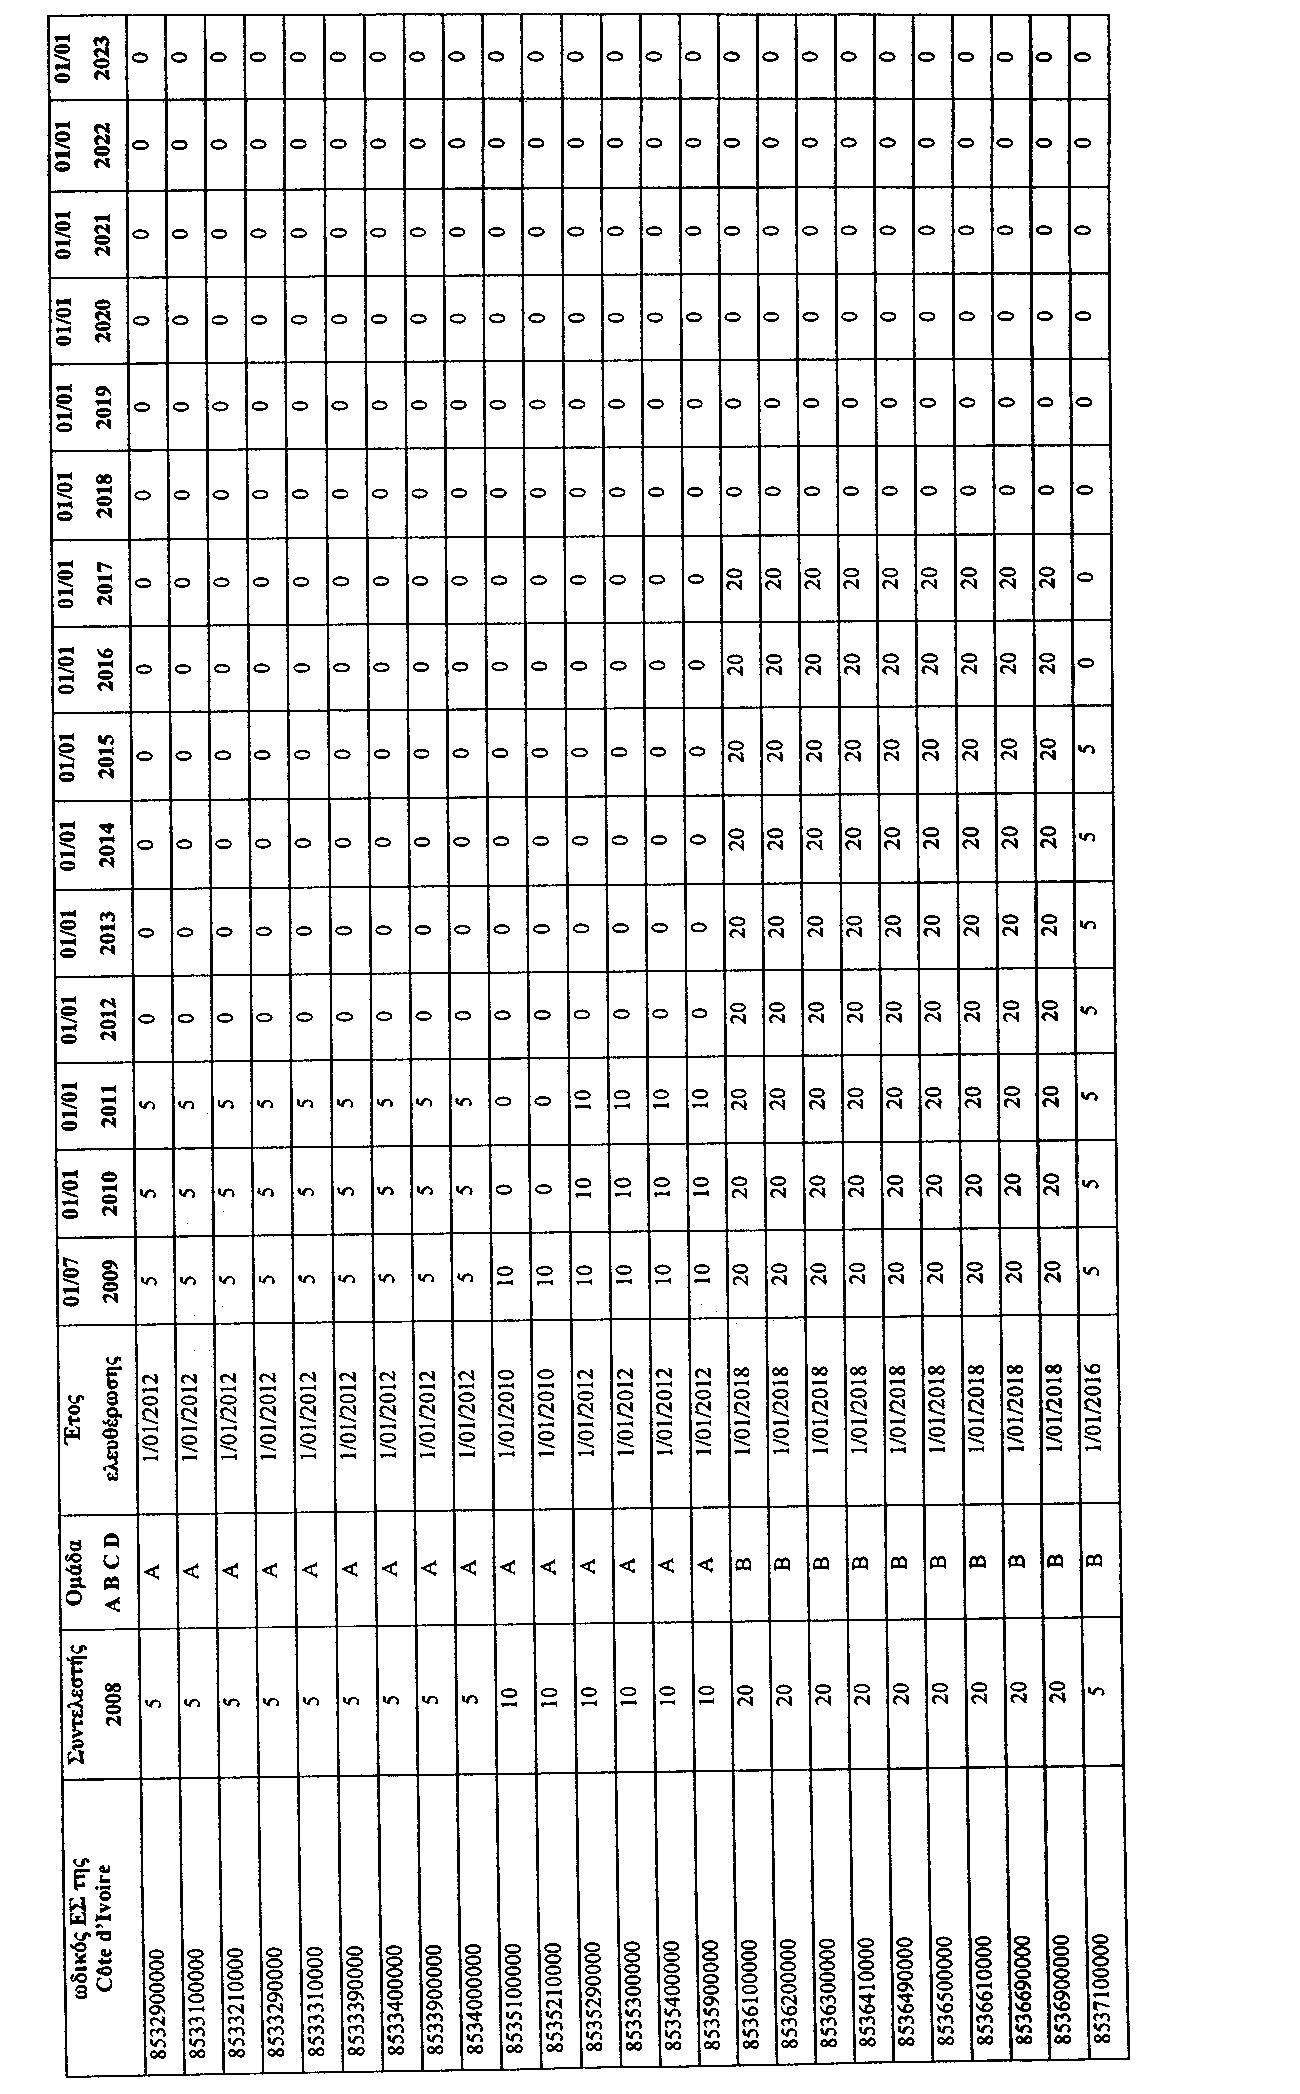 ωδικός ΕΣ της Côte d'Ivoire | Συντελεστής 2008 | Ομάδα A B C D | Έτος ελευθέρωσης | 01/07 2009 | 01/01 2010 | 01/01 2011 | 01/01 2012 | 01/01 2013 | 01/01 2014 | 01/01 2015 | 01/01 2016 | 01/01 2017 | 01/01 2018 | 01/01 2019 | 01/01 2020 | 01/01 2021 | 01/01 2022 | 01/01 2023
8532900000 5 A 1/01/2012 5 5 5 0 0 0 0 0 0 0 0 0 0 0 0
8533100000 5 A 1/01/2012 5 5 5 0 0 0 0 0 0 0 0 0 0 0 0
8533210000 5 A 1/01/2012 5 5 5 0 0 0 0 0 0 0 0 0 0 0 0
8533290000 5 A 1/01/2012 5 5 5 0 0 0 0 0 0 0 0 0 0 0 0
8533310000 5 A 1/01/2012 5 5 5 0 0 0 0 0 0 0 0 0 0 0 0
8533390000 5 A 1/01/2012 5 5 5 0 0 0 0 0 0 0 0 0 0 0 0
8533400000 5 A 1/01/2012 5 5 5 0 0 0 0 0 0 0 0 0 0 0 0
8533900000 5 A 1/01/2012 5 5 5 0 0 0 0 0 0 0 0 0 0 0 0
8534000000 5 A 1/01/2012 5 5 5 0 0 0 0 0 0 0 0 0 0 0 0
8535100000 10 A 1/01/2010 10 0 0 0 0 0 0 0 0 0 0 0 0 0 0
8535210000 10 A 1/01/2010 10 0 0 0 0 0 0 0 0 0 0 0 0 0 0
8535290000 10 A 1/01/2012 10 10 10 0 0 0 0 0 0 0 0 0 0 0 0
8535300000 10 A 1/01/2012 10 10 10 0 0 0 0 0 0 0 0 0 0 0 0
8535400000 10 A 1/01/2012 10 10 10 0 0 0 0 0 0 0 0 0 0 0 0
8535900000 10 A 1/01/2012 10 10 10 0 0 0 0 0 0 0 0 0 0 0 0
8536100000 20 B 1/01/2018 20 20 20 20 20 20 20 20 20 0 0 0 0 0 0
8536200000 20 B 1/01/2018 20 20 20 20 20 20 20 20 20 0 0 0 0 0 0
8536300000 20 B 1/01/2018 20 20 20 20 20 20 20 20 20 0 0 0 0 0 0
8536410000 20 B 1/01/2018 20 20 20 20 20 20 20 20 20 0 0 0 0 0 0
8536490000 20 B 1/01/2018 20 20 20 20 20 20 20 20 20 0 0 0 0 0 0
8536500000 20 B 1/01/2018 20 20 20 20 20 20 20 20 20 0 0 0 0 0 0
8536610000 20 B 1/01/2018 20 20 20 20 20 20 20 20 20 0 0 0 0 0 0
8536690000 20 B 1/01/2018 20 20 20 20 20 20 20 20 20 0 0 0 0 0 0
8536900000 20 B 1/01/2018 20 20 20 20 20 20 20 20 20 0 0 0 0 0 0
8537100000 5 B 1/01/2016 5 5 5 5 5 5 5 0 0 0 0 0 0 0 0